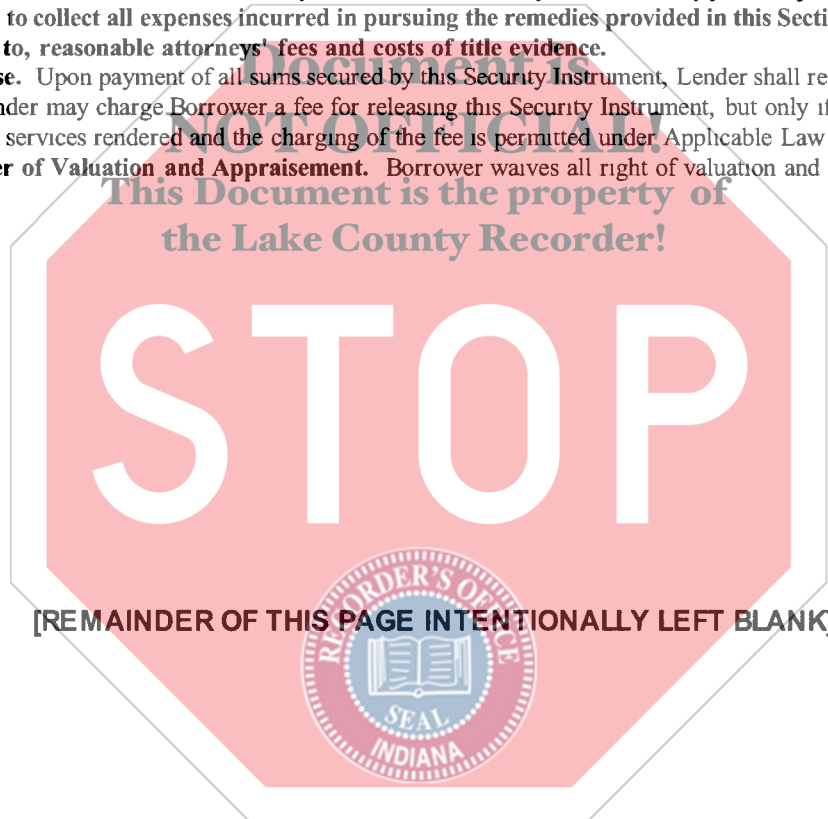 to collect all expenses incurred in pursuing the remedies provided in this Secti
to, reasonable attorneys' fees and costs of title evidence.
se. Upon payment of all sums secured by this Security Instrument, Lender shall re
nder may charge Borrower a fee for releasing this Security Instrument, but only if
services rendered and the charging of the fee is permitted under Applicable Law
er of Valuation and Appraisement. Borrower waives all right of valuation and
Document is
NOT OFFICIAL!
This Document is the property of
the Lake County Recorder!
STOP
[REMAINDER OF THIS PAGE INTENTIONALLY LEFT BLANK]
RECORDER'S OFFICE
SEAL
INDIANA